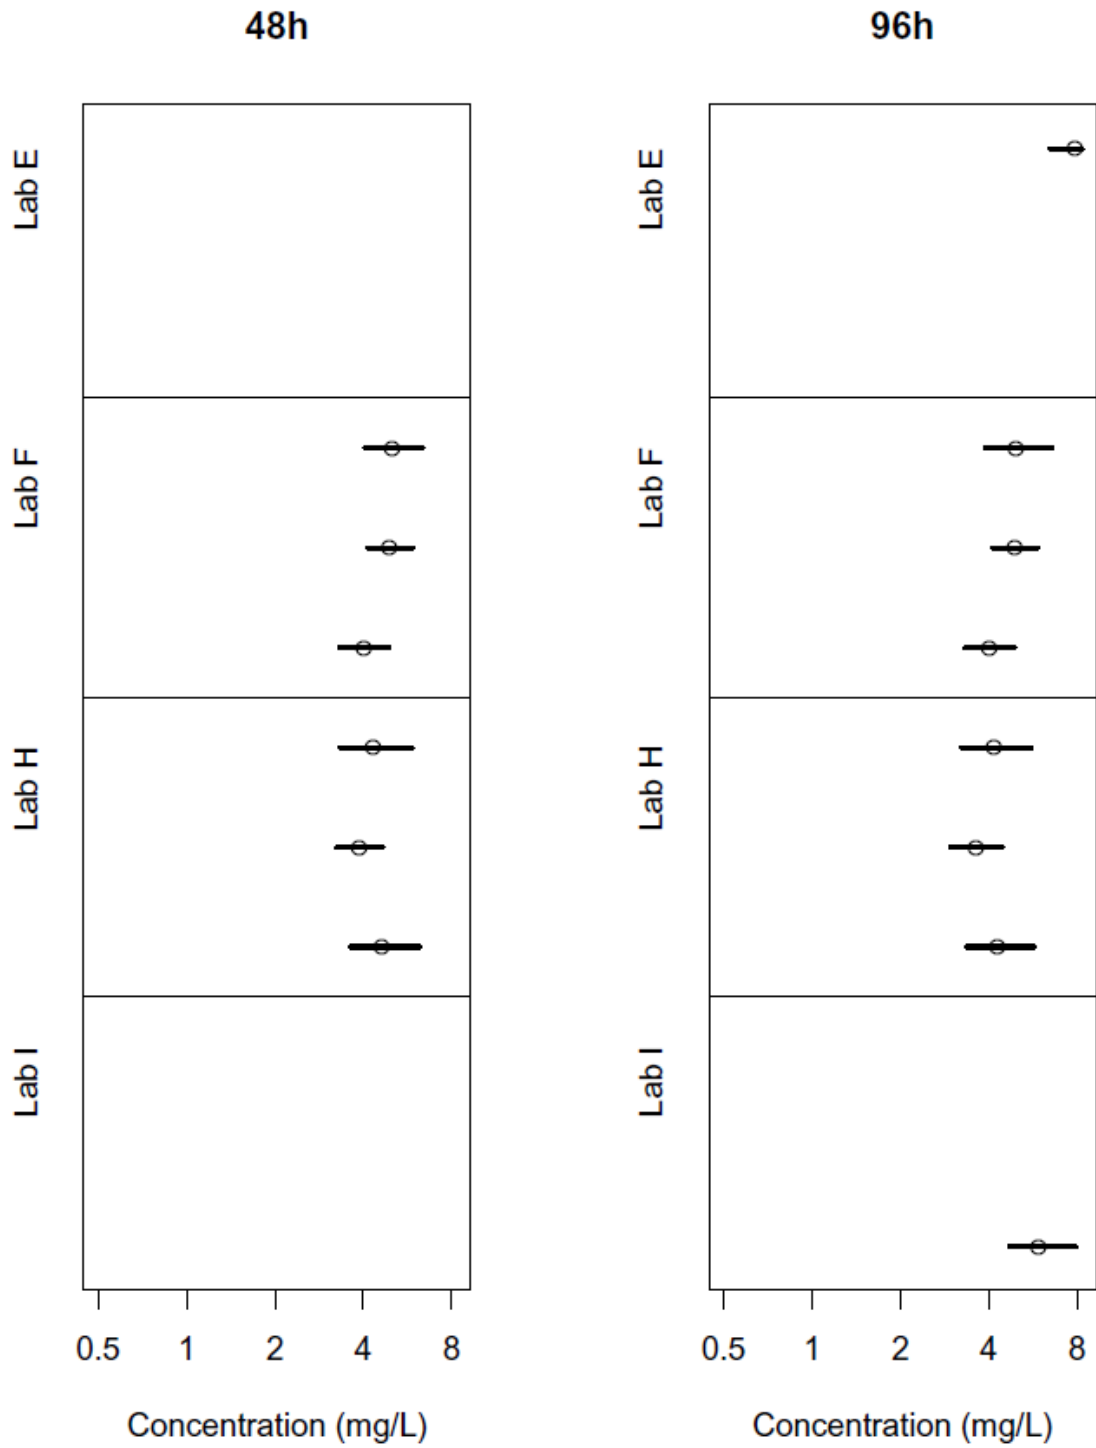 48h
96h
Lab E
Lab F
Lab H
Lab I
0.5 1 2 4 8
Concentration (mg/L)
Lab E
Lab F
Lab H
Lab I
0.5 1 2 4 8
Concentration (mg/L)